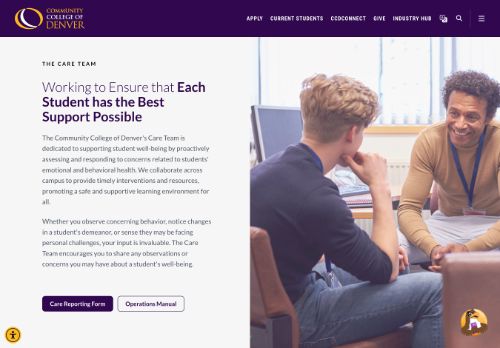 COMMUNITY
COLLEGE OF
DENVER
APPLY CURRENT STUDENTS CCDCONNECT GIVE INDUSTRY HUB
THE CARE TEAM
Working to Ensure that Each
Student has the Best
Support Possible
The Community College of Denver's Care Team is
dedicated to supporting student well-being by proactively
assessing and responding to concerns related to students'
emotional and behavioral health. We collaborate across
campus to provide timely interventions and resources,
promoting a safe and supportive learning environment for
all.
Whether you observe concerning behavior, notice changes
in a student's demeanor, or sense they may be facing
personal challenges, your input is invaluable. The Care
Team encourages you to share any observations or
concerns you may have about a student's well-being.
Care Reporting Form Operations Manual